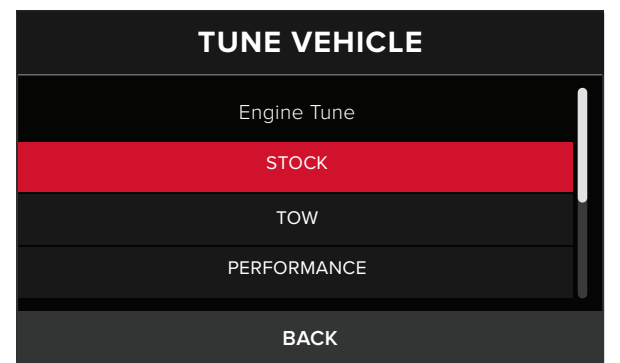 TUNE VEHICLE
Engine Tune
STOCK
TOW
PERFORMANCE
BACK